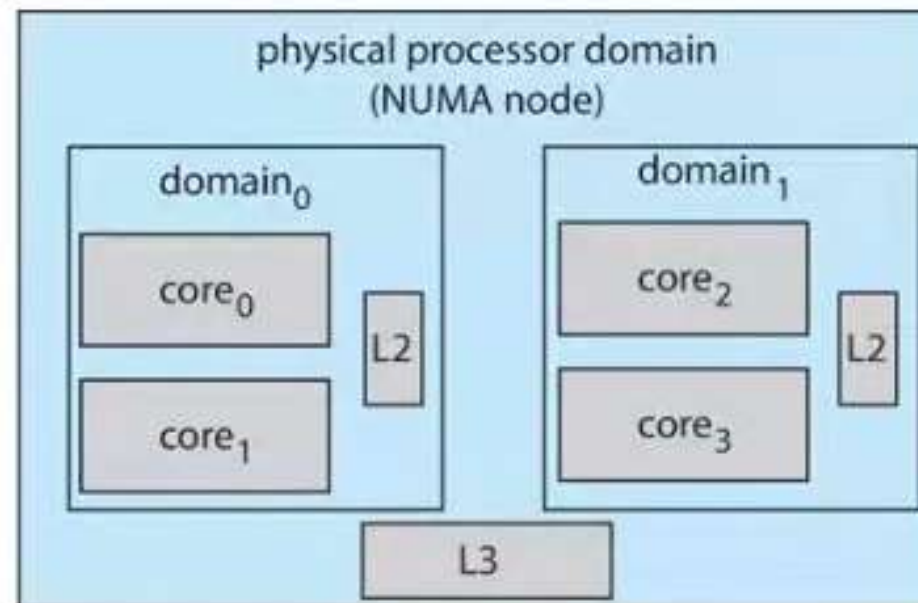 physical processor domain
(NUMA node)
domain₀
core₀
L2
core₁
domain₁
core₂
L2
core₃
L3